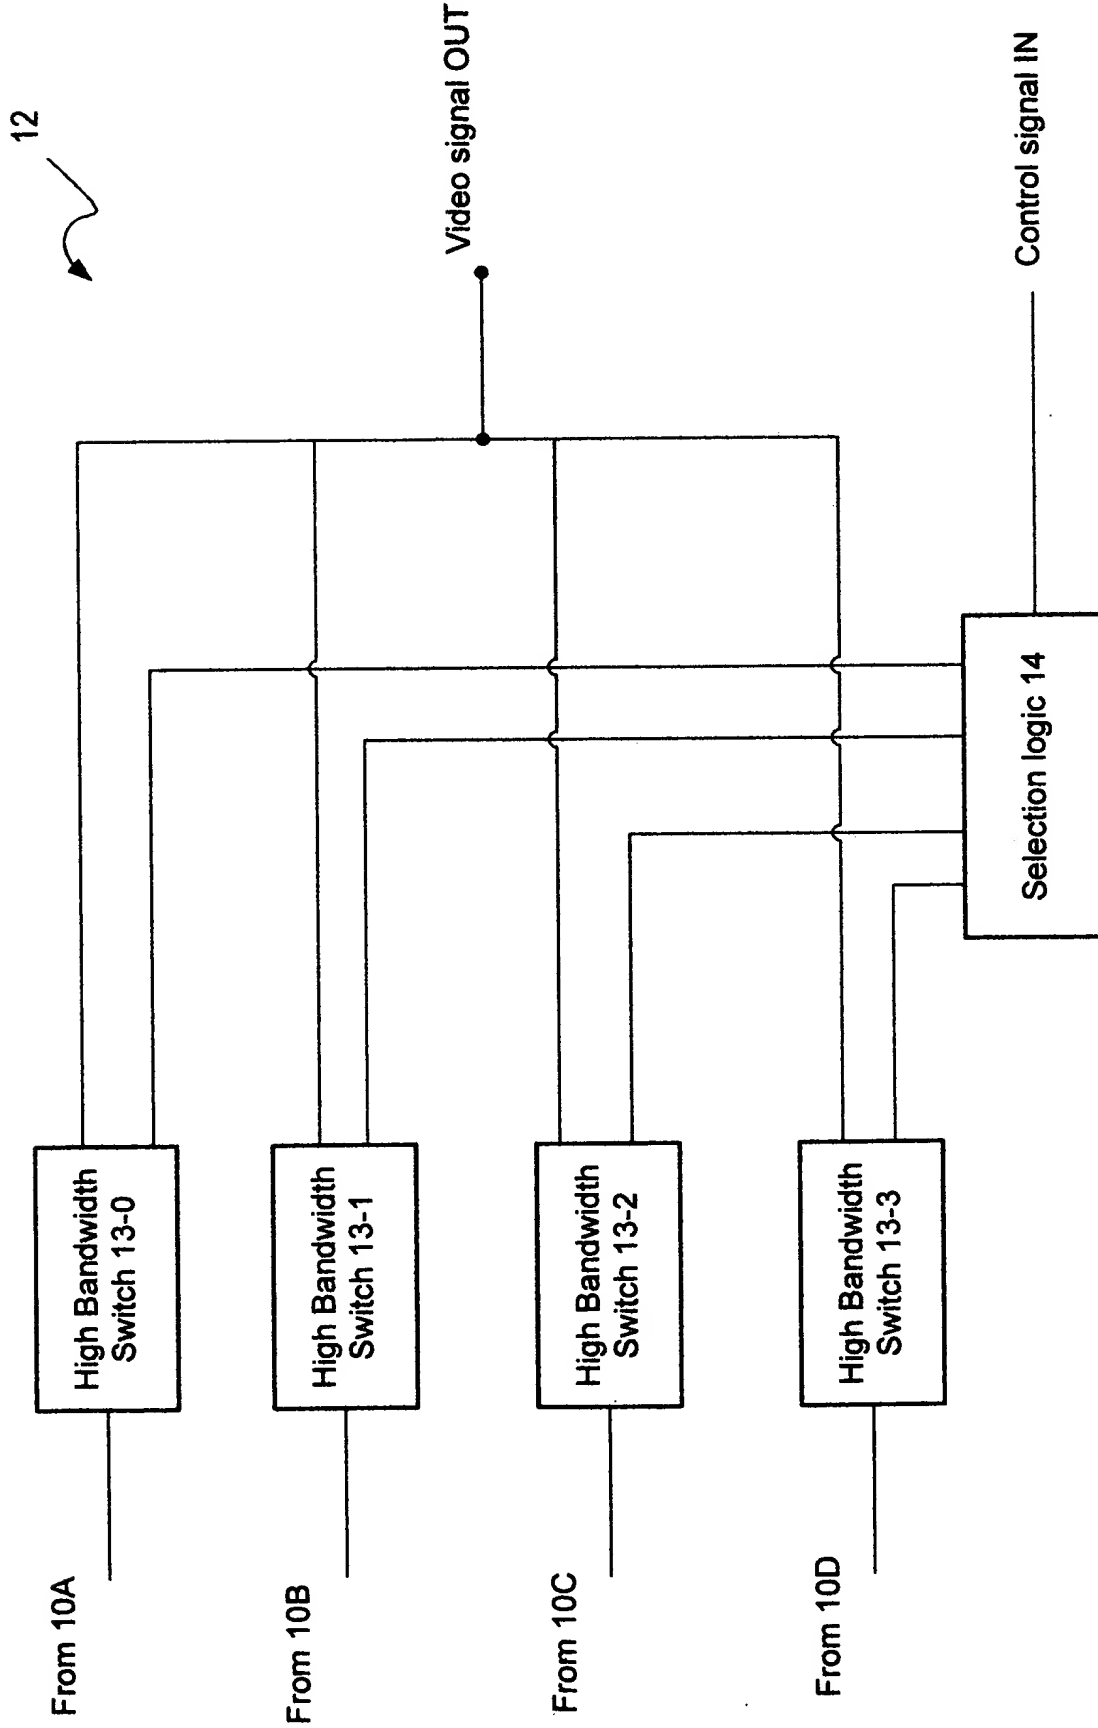 12
From 10A
High Bandwidth
Switch 13-0
From 10B
High Bandwidth
Switch 13-1
Video signal OUT
From 10C
High Bandwidth
Switch 13-2
From 10D
High Bandwidth
Switch 13-3
Selection logic 14
Control signal IN